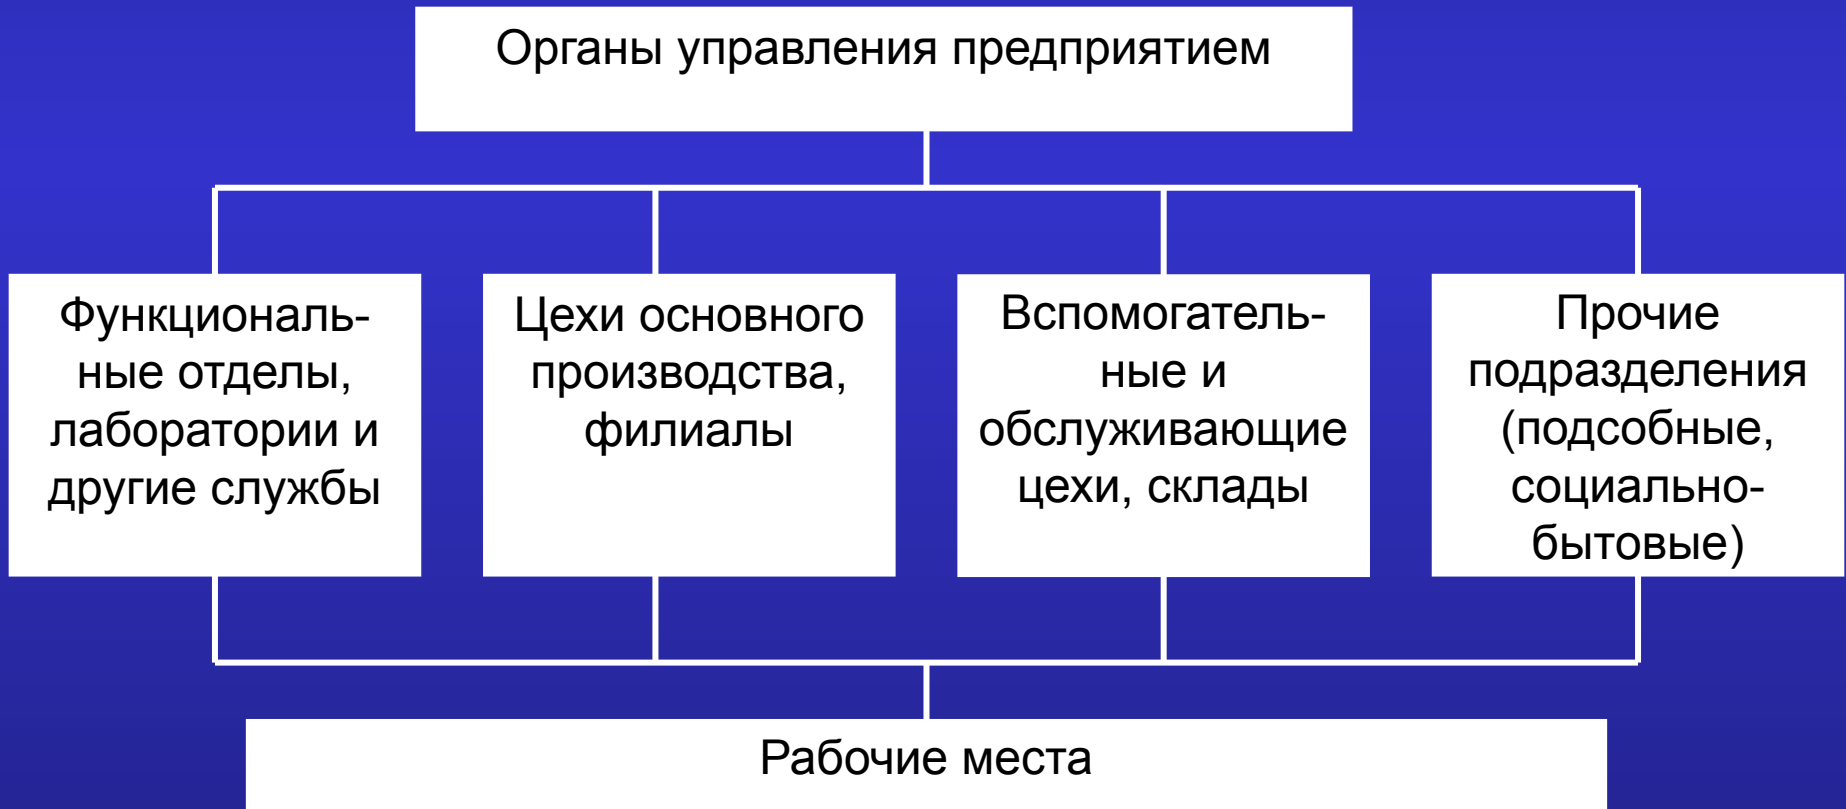 Органы управления предприятием
Функциональ-
ные отделы,
лаборатории и
другие службы
Цехи основного
производства,
филиалы
Вспомогатель-
ные и
обслуживающие
цехи, склады
Прочие
подразделения
(подсобные,
социально-
бытовые)
Рабочие места